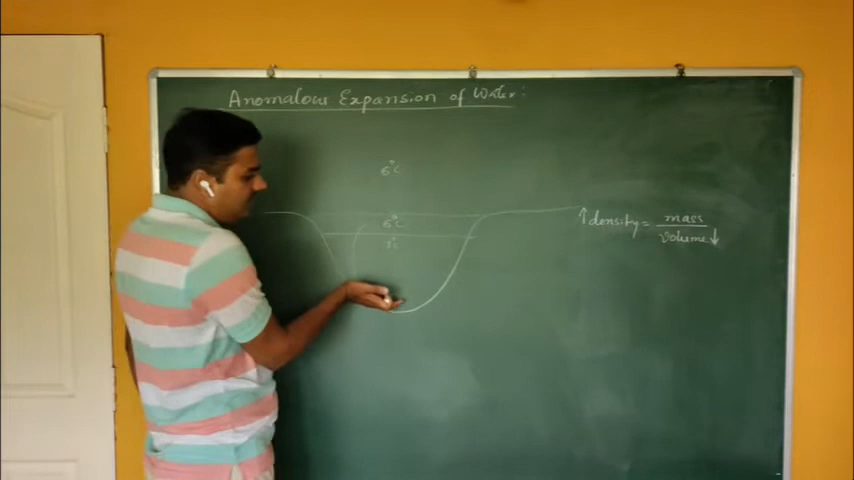 Anomalous Expansion of Water:
6°C
6°C
↑density = mass
volume↓